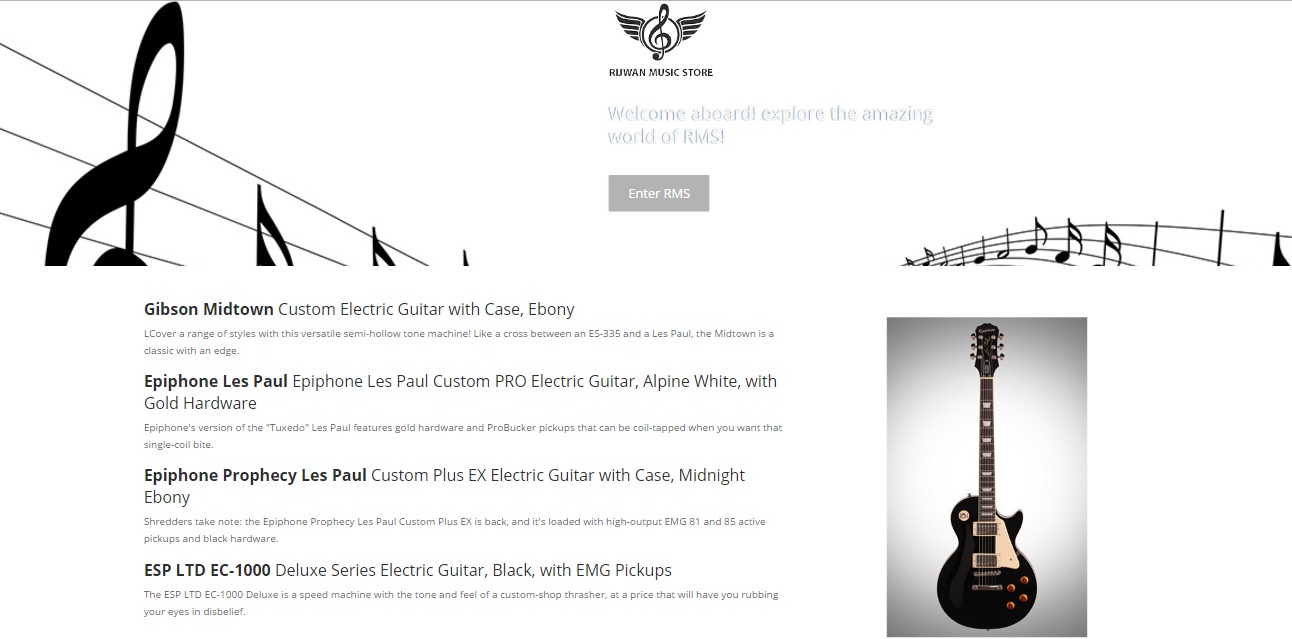 RIJWAN MUSIC STORE
Welcome aboard! explore the amazing
world of RMS!
Enter RMS
Gibson Midtown Custom Electric Guitar with Case, Ebony
LCover a range of styles with this versatile semi-hollow tone machine! Like a cross between an ES-335 and a Les Paul, the Midtown is a
classic with an edge.
Epiphone Les Paul Epiphone Les Paul Custom PRO Electric Guitar, Alpine White, with
Gold Hardware
Epiphone's version of the "Tuxedo" Les Paul features gold hardware and ProBucker pickups that can be coil-tapped when you want that
single-coil bite.
Epiphone Prophecy Les Paul Custom Plus EX Electric Guitar with Case, Midnight
Ebony
Shredders take note: the Epiphone Prophecy Les Paul Custom Plus EX is back, and it's loaded with high-output EMG 81 and 85 active
pickups and black hardware.
ESP LTD EC-1000 Deluxe Series Electric Guitar, Black, with EMG Pickups
The ESP LTD EC-1000 Deluxe is a speed machine with the tone and feel of a custom-shop thrasher, at a price that will have you rubbing
your eyes in disbelief.